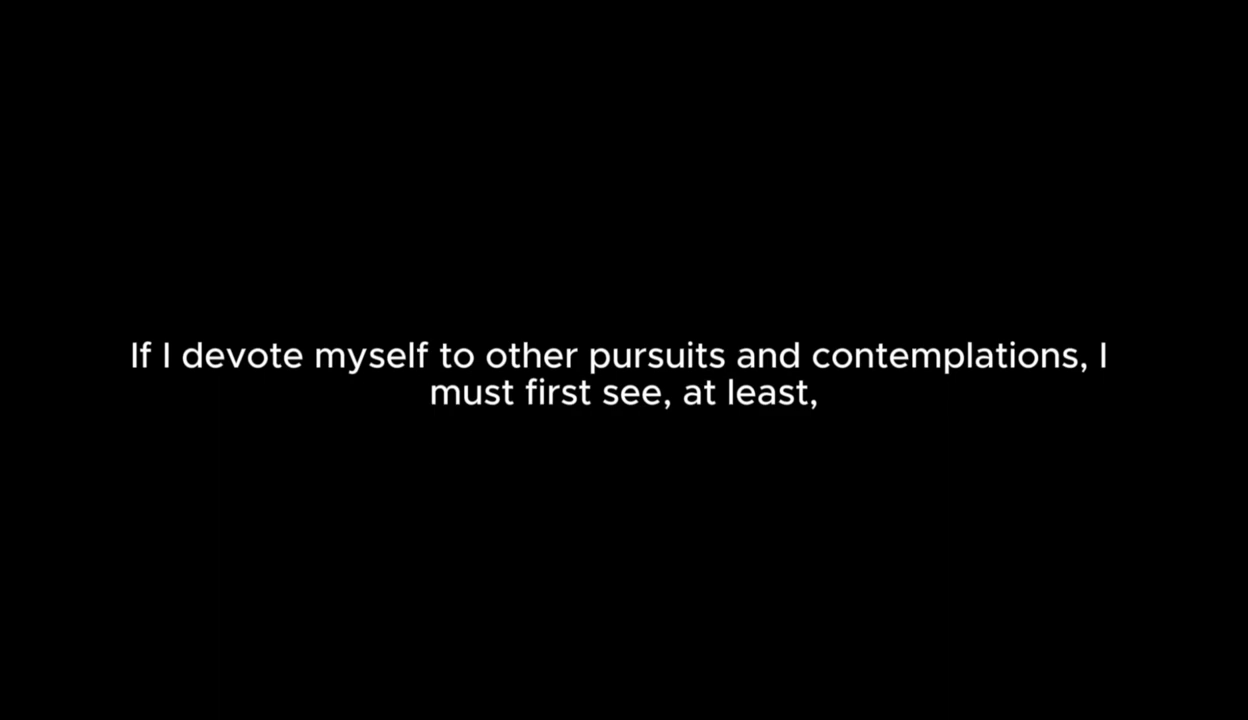 If I devote myself to other pursuits and contemplations, I
must first see, at least,